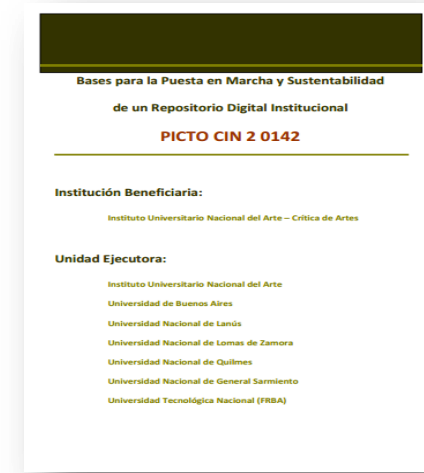 Bases para la Puesta en Marcha y Sustentabilidad
de un Repositorio Digital Institucional
PICTO CIN 2 0142
Institución Beneficiaria:
Instituto Universitario Nacional del Arte – Crítica de Artes
Unidad Ejecutora:
Instituto Universitario Nacional del Arte
Universidad de Buenos Aires
Universidad Nacional de Lanús
Universidad Nacional de Lomas de Zamora
Universidad Nacional de Quilmes
Universidad Nacional de General Sarmiento
Universidad Tecnológica Nacional (FRBA)